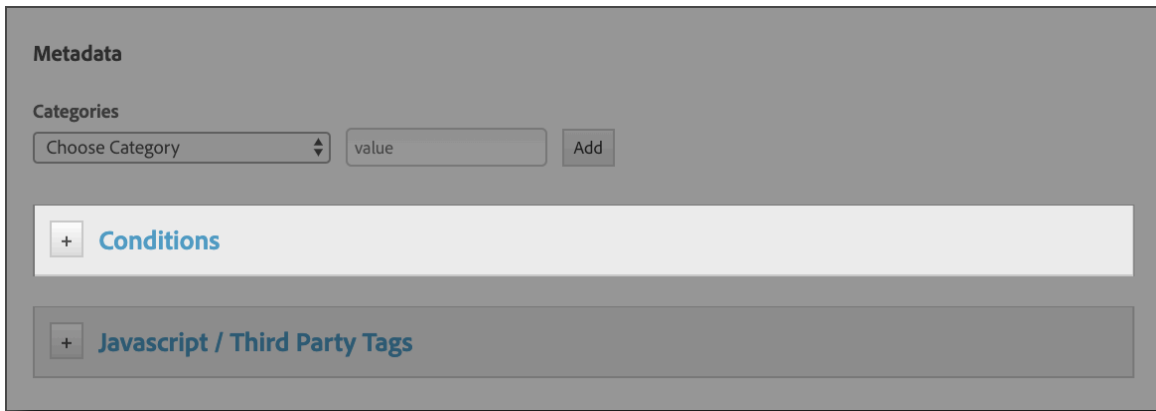 Metadata
Categories
Choose Category value Add
+ Conditions
+ Javascript / Third Party Tags